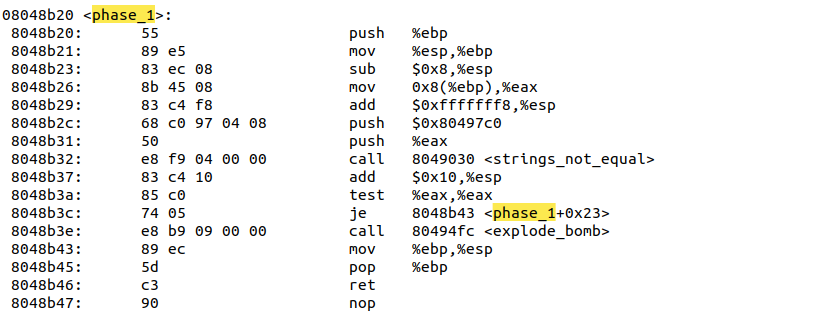 08048b20 <phase_1>:
8048b20: 55 push %ebp
8048b21: 89 e5 mov %esp,%ebp
8048b23: 83 ec 08 sub $0x8,%esp
8048b26: 8b 45 08 mov 0x8(%ebp),%eax
8048b29: 83 c4 f8 add $0xfffffff8,%esp
8048b2c: 68 c0 97 04 08 push $0x80497c0
8048b31: 50 push %eax
8048b32: e8 f9 04 00 00 call 8049030 <strings_not_equal>
8048b37: 83 c4 10 add $0x10,%esp
8048b3a: 85 c0 test %eax,%eax
8048b3c: 74 05 je 8048b43 <phase_1+0x23>
8048b3e: e8 b9 09 00 00 call 80494fc <explode_bomb>
8048b43: 89 ec mov %ebp,%esp
8048b45: 5d pop %ebp
8048b46: c3 ret
8048b47: 90 nop